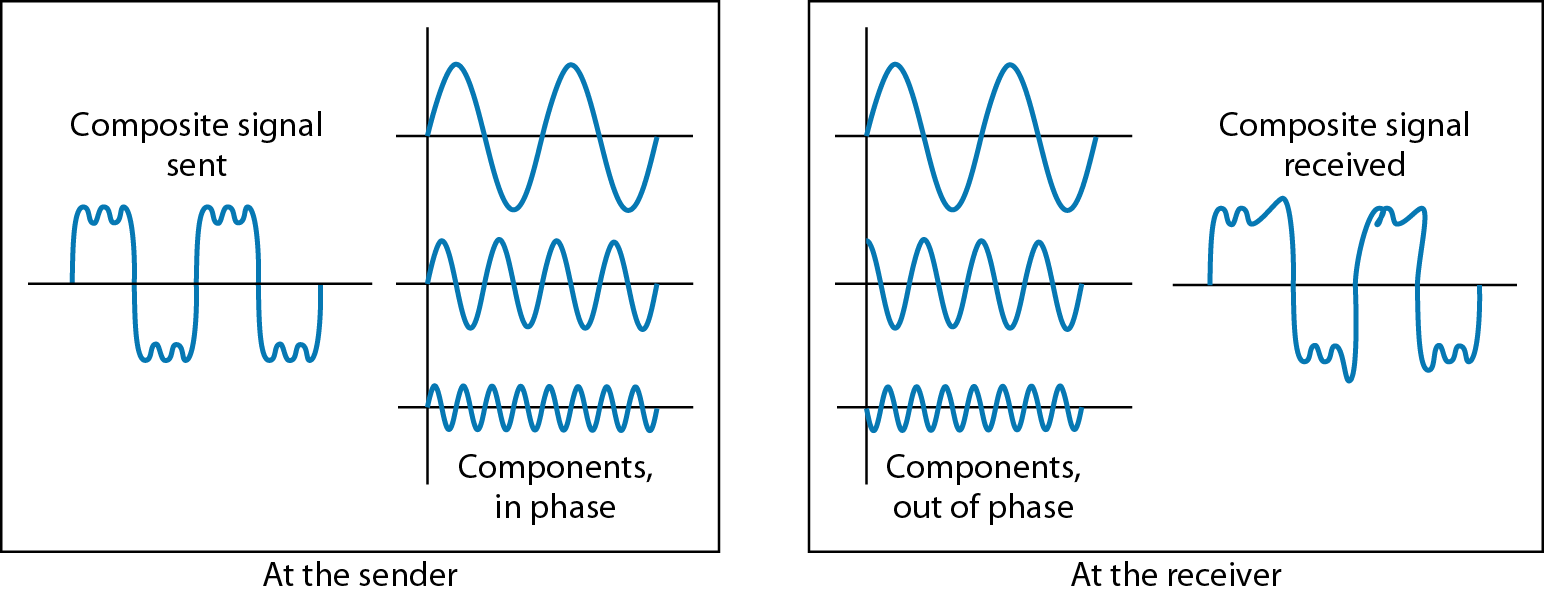 Composite signal
sent
Components,
in phase
At the sender
Composite signal
received
Components,
out of phase
At the receiver